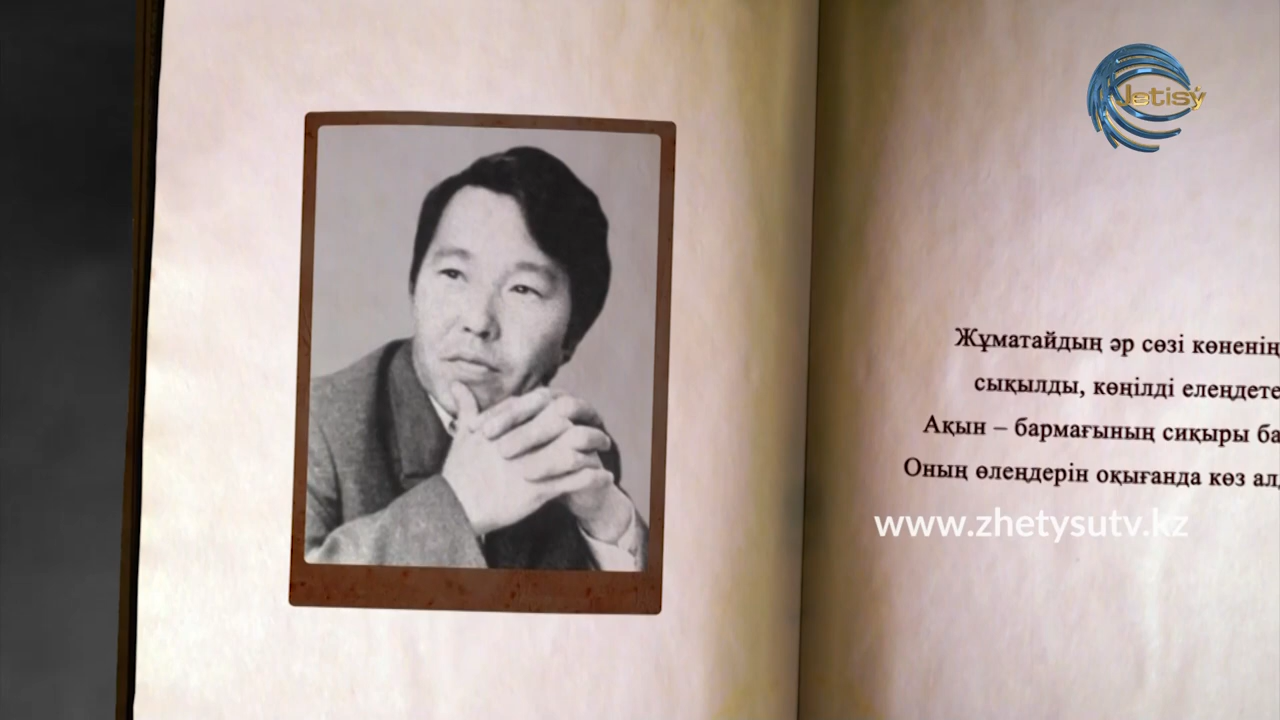 Jetisý
Жұматайдың әр сөзі көненің
сықылды, көңілді елеңдете
Ақын – бармағының сиқыры ба
Оның өлеңдерін оқығанда көз ал
www.zhetysutv.kz